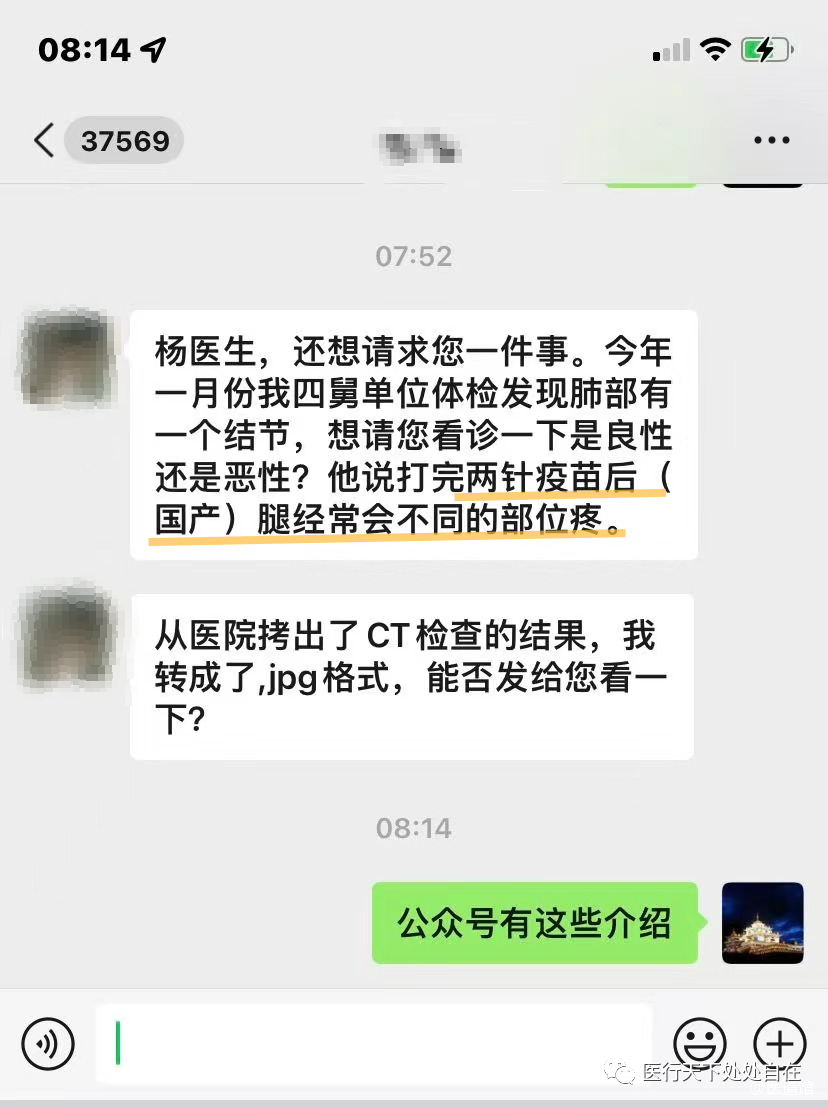 08:14
37569
07:52
杨医生，还想请求您一件事。今年
一月份我四舅单位体检发现肺部有
一个结节，想请您看诊一下是良性
还是恶性？他说打完两针疫苗后（
国产）腿经常会不同的部位疼。
从医院拷出了CT检查的结果，我
转成了,jpg格式，能否发给您看一
下？
08:14
公众号有这些介绍
医行天下处处自在